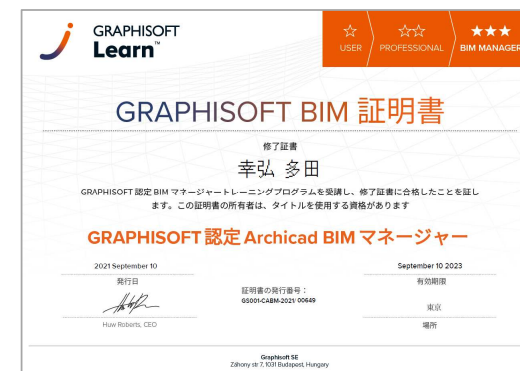 GRAPHISOFT
Learn™
USER
PROFESSIONAL
BIM MANAGER
GRAPHISOFT BIM 証明書
修了証書
幸弘 多田
GRAPHISOFT 認定 BIM マネージャートレーニングプログラムを受講し、修了証書に合格したことを証し
ます。この証明書の所有者は、タイトルを使用する資格があります
GRAPHISOFT 認定 Archicad BIM マネージャー
2021 September 10
発行日
Huw Roberts, CEO
証明書の発行番号：
GS001-CABM-2021/ 00649
September 10 2023
有効期限
東京
場所
Graphisoft SE
Záhony str 7, 1031 Budapest, Hungary